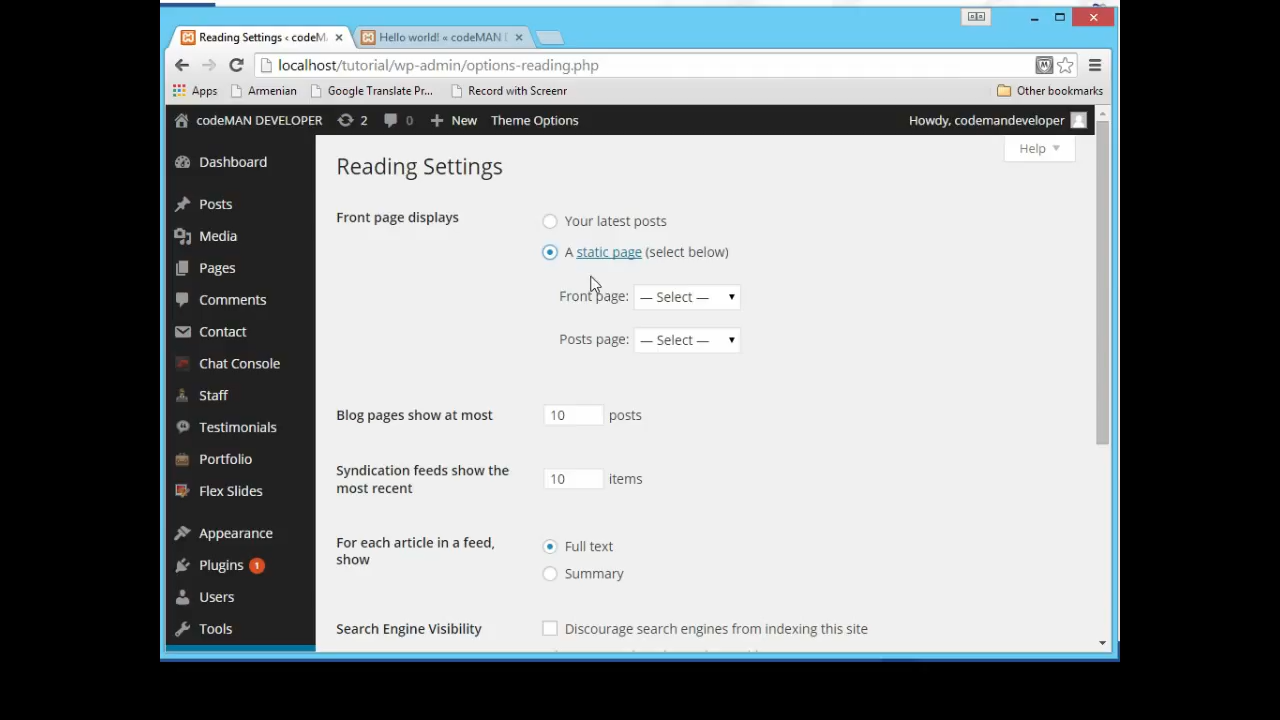 Reading Settings ‹ codeM
Hello world! « codeMAN D
localhost/tutorial/wp-admin/options-reading.php
Apps
Armenian
Google Translate Pr...
Record with Screenr
Other bookmarks
codeMAN DEVELOPER
2
0
New
Theme Options
Howdy, codemandeveloper
Help
Dashboard
Posts
Media
Pages
Comments
Contact
Chat Console
Staff
Testimonials
Portfolio
Flex Slides
Appearance
Plugins 1
Users
Tools
Reading Settings
Front page displays
Your latest posts
A static page (select below)
Front page: — Select —
Posts page: — Select —
Blog pages show at most
10 posts
Syndication feeds show the
most recent
10 items
For each article in a feed,
show
Full text
Summary
Search Engine Visibility
Discourage search engines from indexing this site